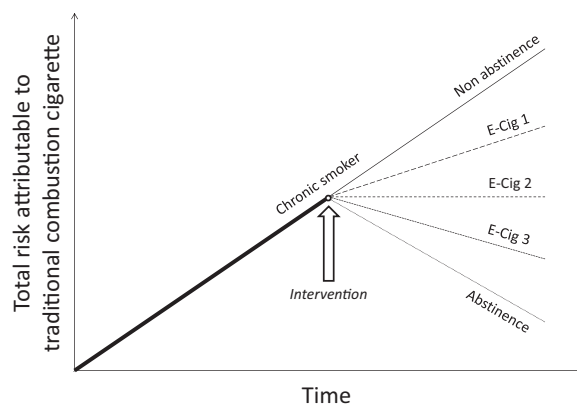 Total risk attributable to
traditional combustion cigarette
Chronic smoker
Non abstinence
E-Cig 1
E-Cig 2
E-Cig 3
Abstinence
Intervention
Time